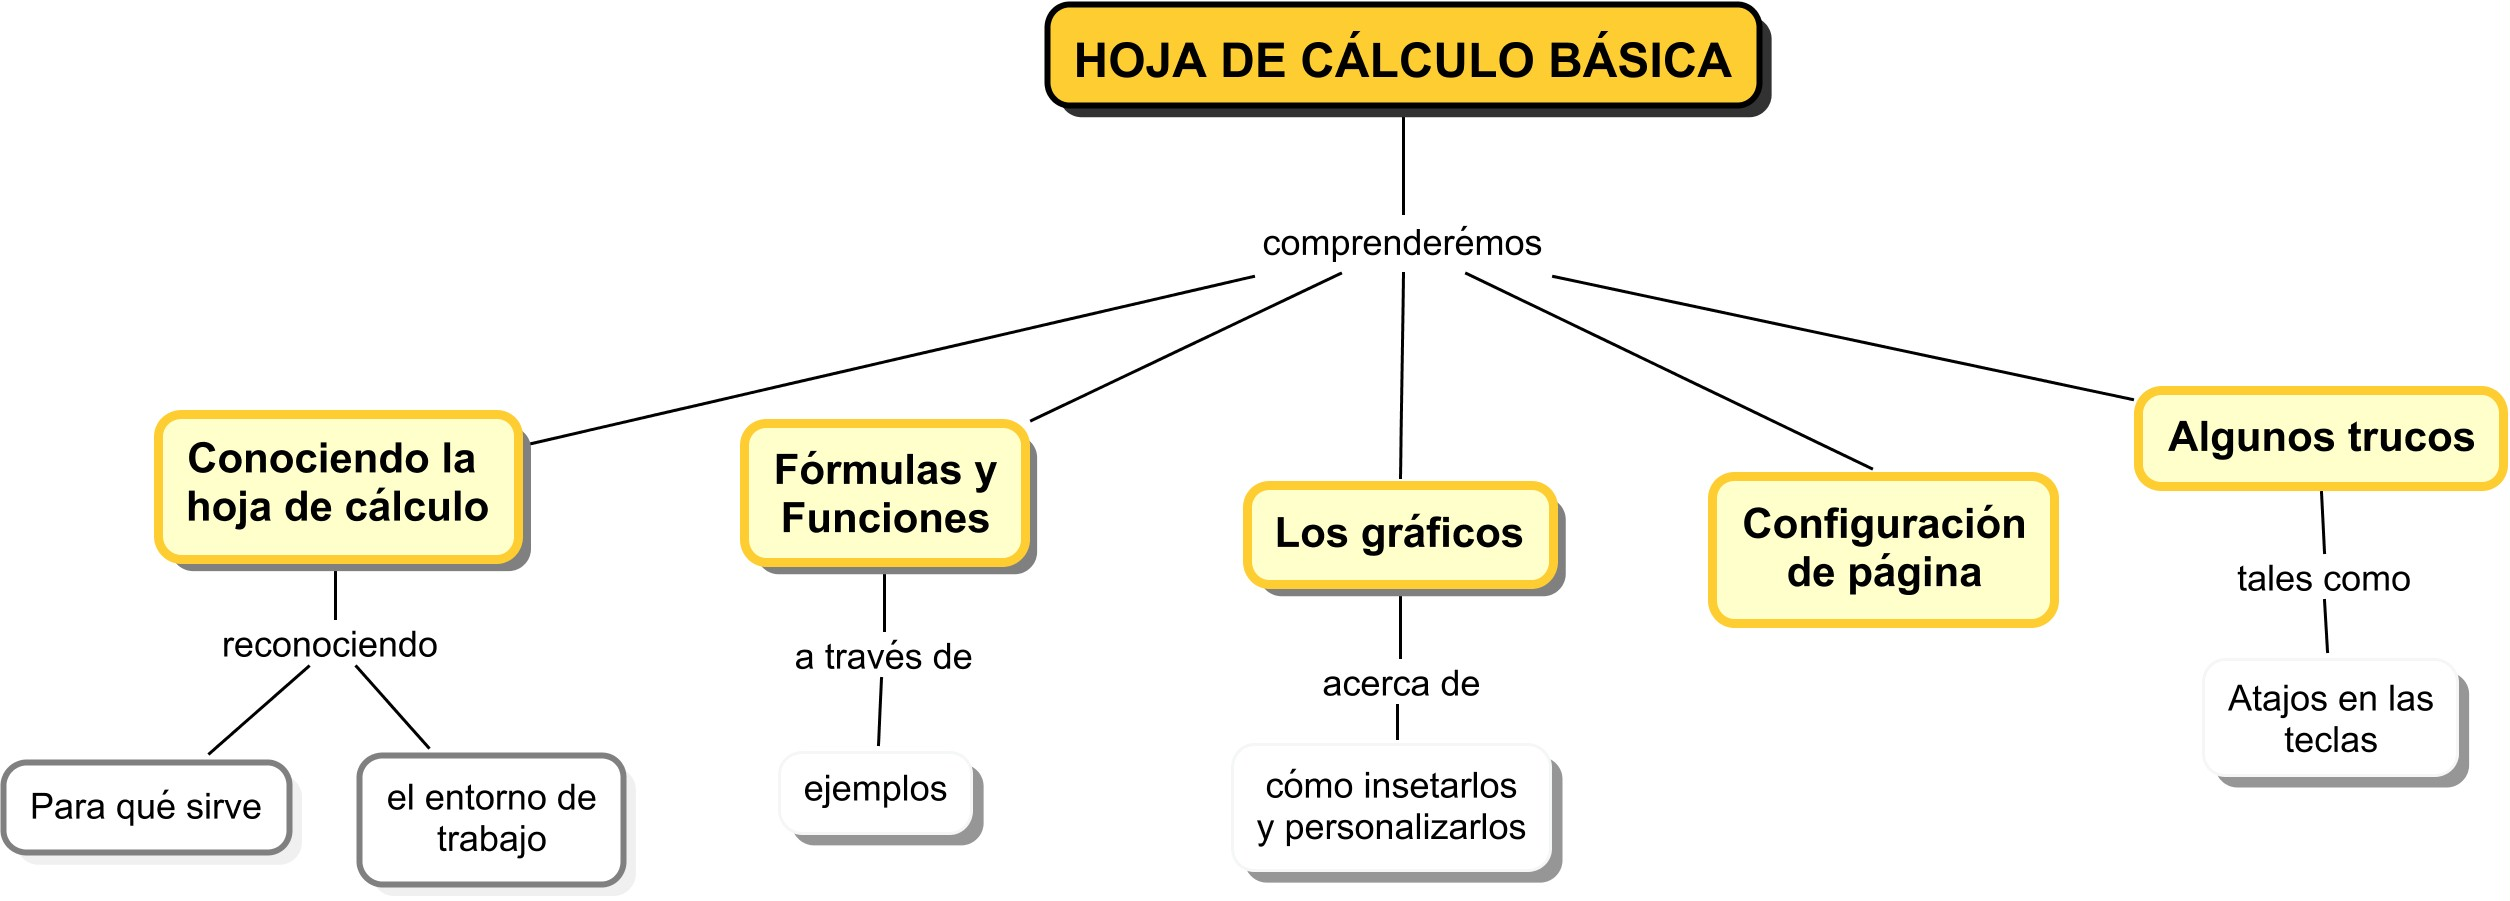 HOJA DE CÁLCULO BÁSICA
comprenderémos
Conociendo la
hoja de cálculo
reconociendo
Para qué sirve
el entorno de
trabajo
Fórmulas y
Funciones
a través de
ejemplos
Los gráficos
acerca de
cómo insetarlos
y personalizarlos
Configuración
de página
Algunos trucos
tales como
Atajos en las
teclas